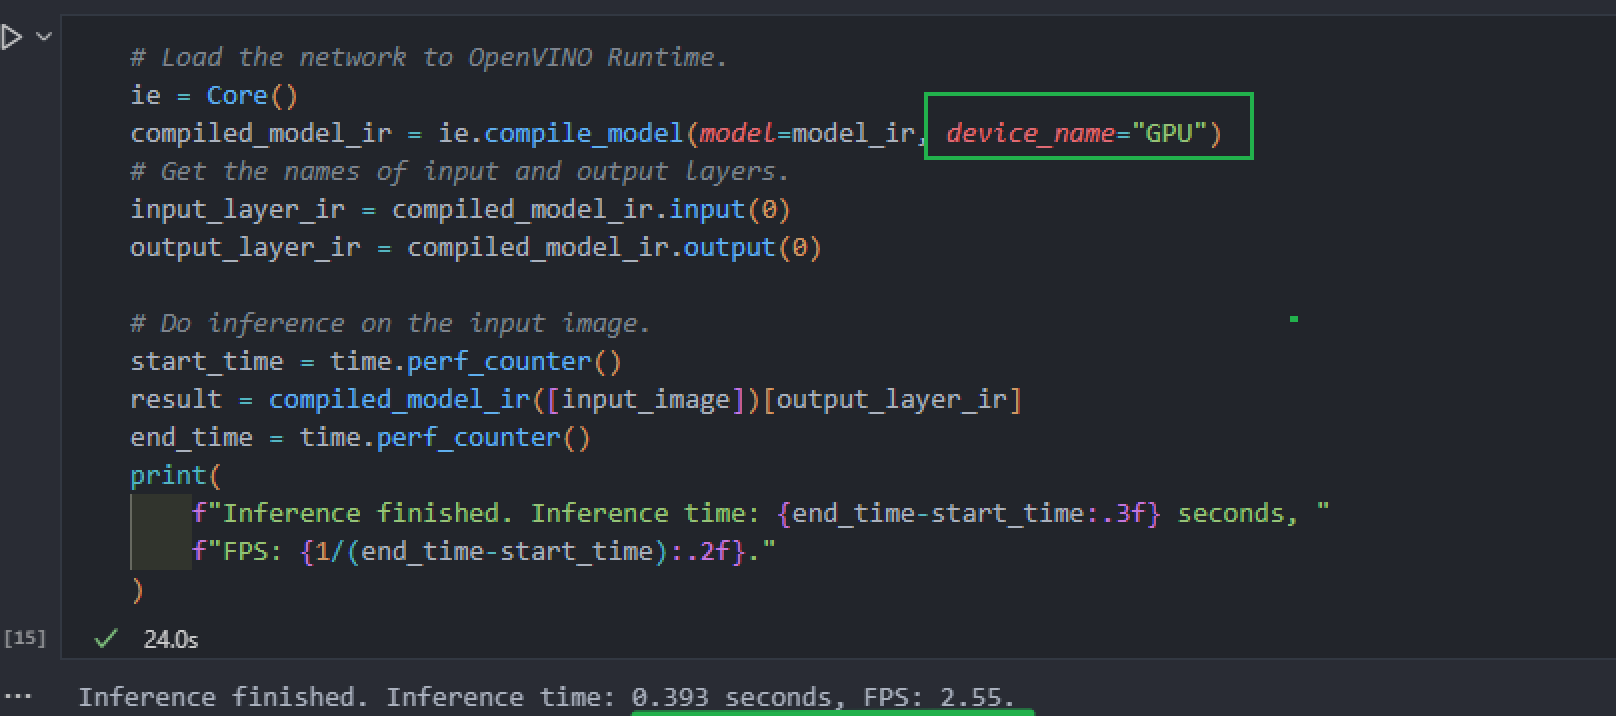 # Load the network to OpenVINO Runtime.
ie = Core()
compiled_model_ir = ie.compile_model(model=model_ir, device_name="GPU")
# Get the names of input and output layers.
input_layer_ir = compiled_model_ir.input(0)
output_layer_ir = compiled_model_ir.output(0)
# Do inference on the input image.
start_time = time.perf_counter()
result = compiled_model_ir([input_image])[output_layer_ir]
end_time = time.perf_counter()
print(
    f"Inference finished. Inference time: {end_time-start_time:.3f} seconds, "
    f"FPS: {1/(end_time-start_time):.2f}."
)
[15] 24.0s
... Inference finished. Inference time: 0.393 seconds, FPS: 2.55.